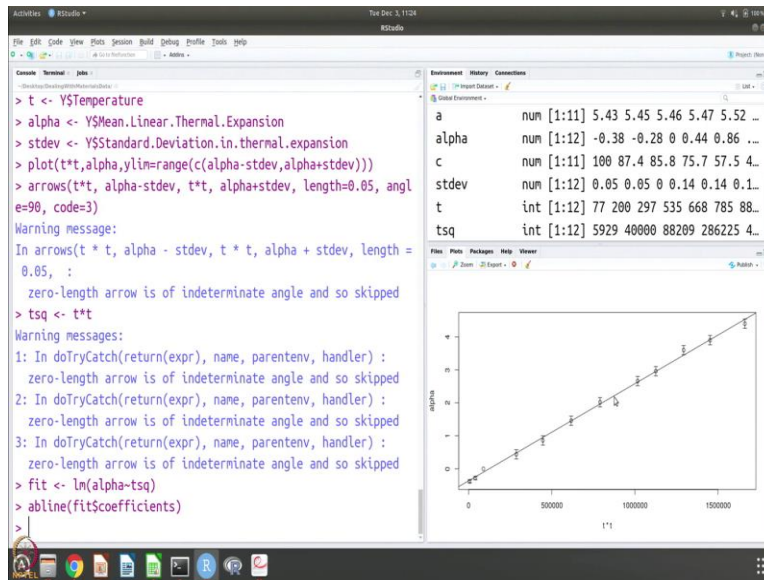 Activities RStudio Tue Dec 3, 11:24 100%
RStudio
File Edit Code View Plots Session Build Debug Profile Tools Help
Go to file/function Addins Project: (None
Console Terminal Jobs
~/Desktop/DealingWithMaterialsData/
> t <- Y$Temperature
> alpha <- Y$Mean.Linear.Thermal.Expansion
> stdev <- Y$Standard.Deviation.in.thermal.expansion
> plot(t*t,alpha,ylim=range(c(alpha-stdev,alpha+stdev)))
> arrows(t*t, alpha-stdev, t*t, alpha+stdev, length=0.05, angl
e=90, code=3)
Warning message:
In arrows(t * t, alpha - stdev, t * t, alpha + stdev, length =
0.05, :
zero-length arrow is of indeterminate angle and so skipped
> tsq <- t*t
Warning messages:
1: In doTryCatch(return(expr), name, parentenv, handler) :
zero-length arrow is of indeterminate angle and so skipped
2: In doTryCatch(return(expr), name, parentenv, handler) :
zero-length arrow is of indeterminate angle and so skipped
3: In doTryCatch(return(expr), name, parentenv, handler) :
zero-length arrow is of indeterminate angle and so skipped
> fit <- lm(alpha~tsq)
> abline(fit$coefficients)
>
Environment History Connections
Import Dataset List
Global Environment
a num [1:11] 5.43 5.45 5.46 5.47 5.52 …
alpha num [1:12] -0.38 -0.28 0 0.44 0.86 ...
c num [1:11] 100 87.4 85.8 75.7 57.5 4…
stdev num [1:12] 0.05 0.05 0 0.14 0.14 0.1…
t int [1:12] 77 200 297 535 668 785 88…
tsq int [1:12] 5929 40000 88209 286225 4…
Files Plots Packages Help Viewer
Zoom Export Publish
alpha
4
3
2
1
0
0 500000 1000000 1500000
t*t
NPTEL